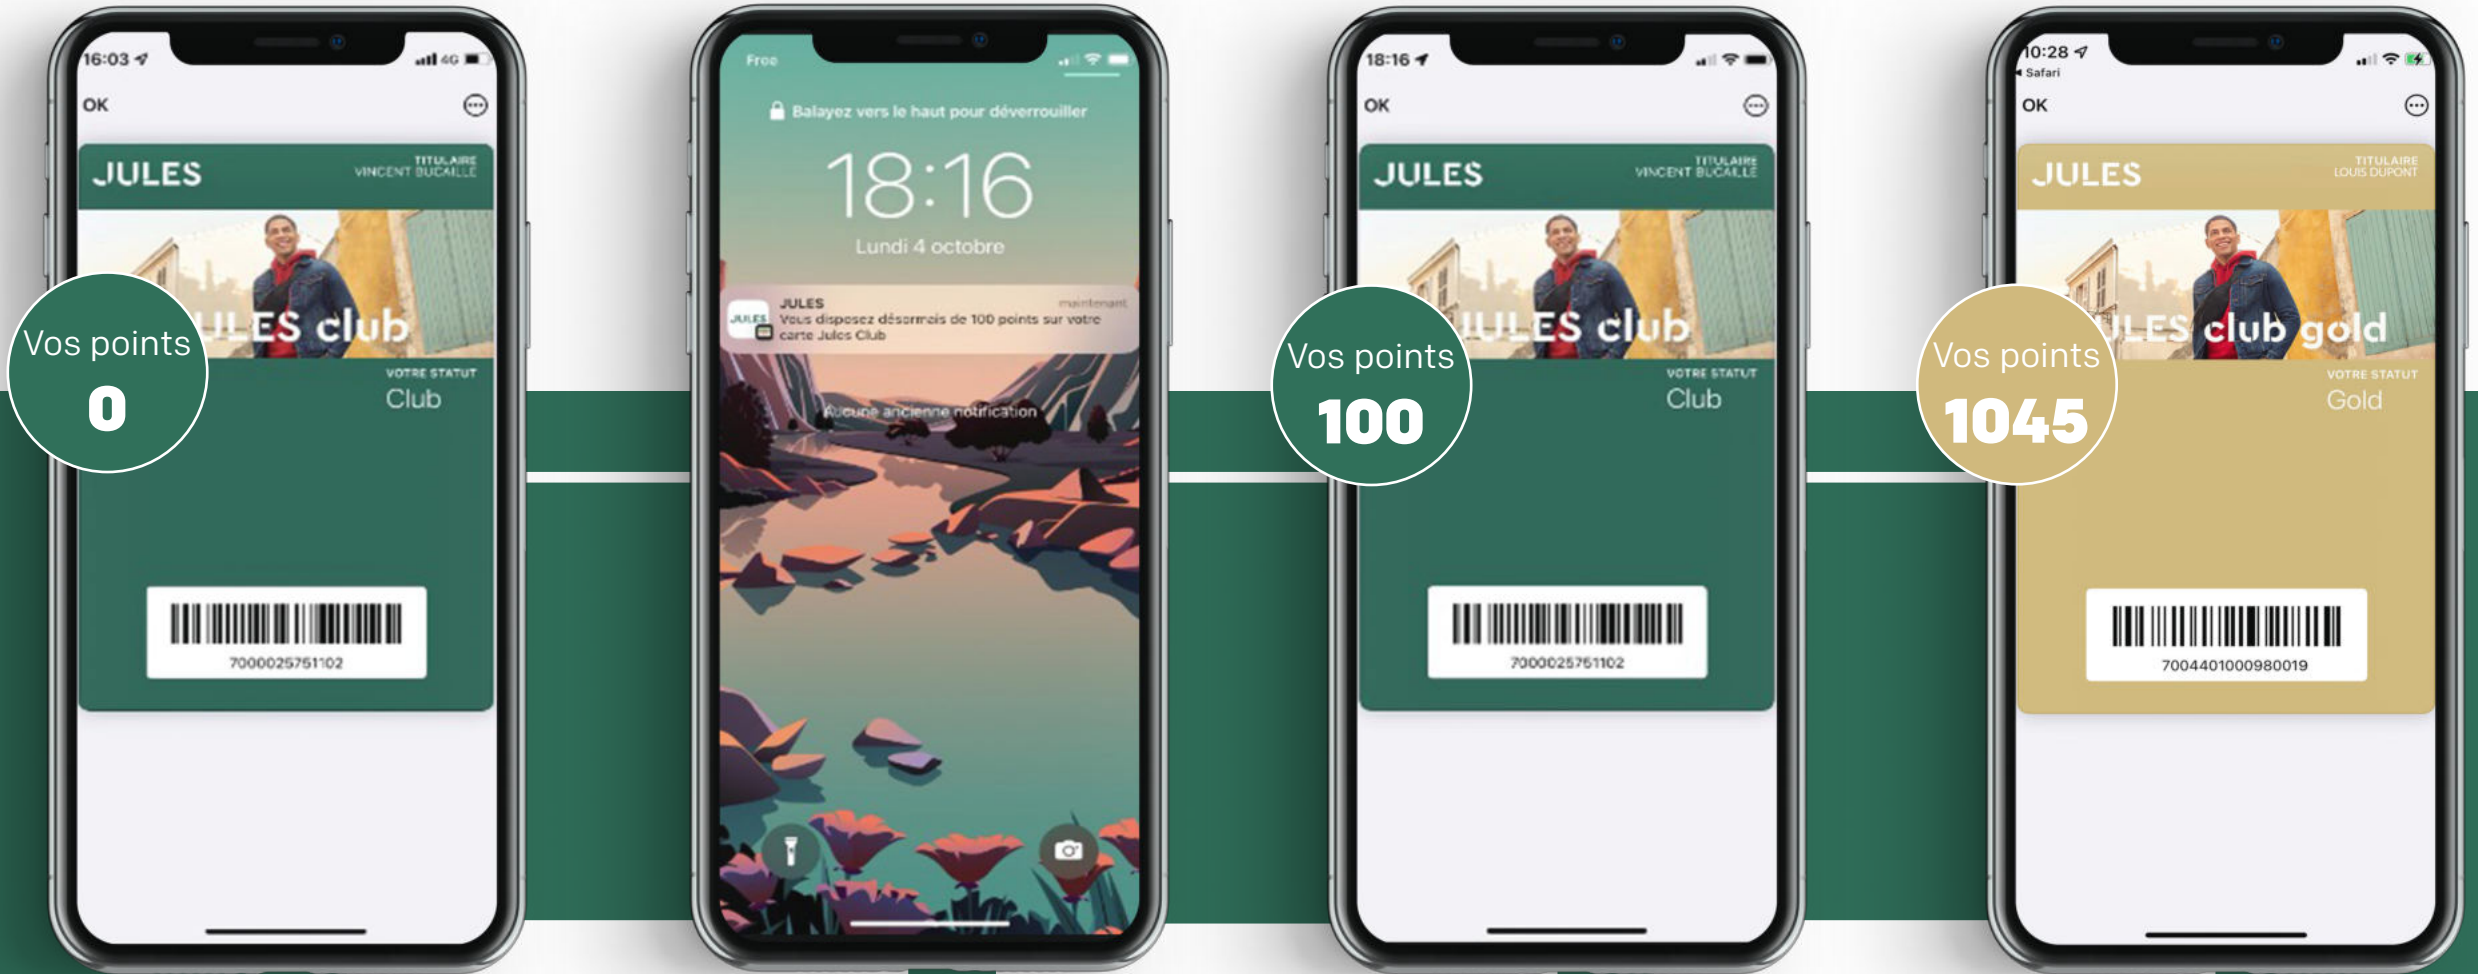 16:03
4G
OK
JULES
TITULAIRE
VINCENT BUCAILLE
JULES club
Vos points
0
VOTRE STATUT
Club
7000025751102
Free
Balayez vers le haut pour déverrouiller
18:16
Lundi 4 octobre
JULES
JULES
maintenant
Vous disposez désormais de 100 points sur votre
carte Jules Club
Aucune ancienne notification
18:16
OK
JULES
TITULAIRE
VINCENT BUCAILLE
JULES club
Vos points
100
VOTRE STATUT
Club
7000025751102
10:28
Safari
OK
JULES
TITULAIRE
LOUIS DUPONT
JULES club gold
Vos points
1045
VOTRE STATUT
Gold
7004401000980019